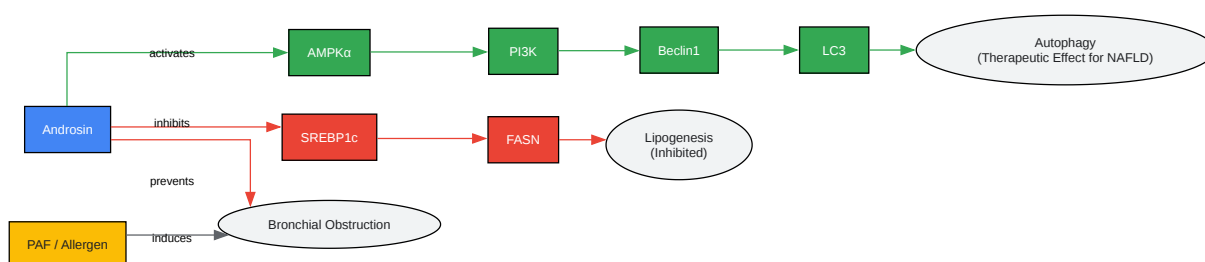 activates
AMPKα
PI3K
Beclin1
LC3
Autophagy
(Therapeutic Effect for NAFLD)
Androsin
inhibits
SREBP1c
FASN
Lipogenesis
(Inhibited)
prevents
Bronchial Obstruction
PAF / Allergen
induces